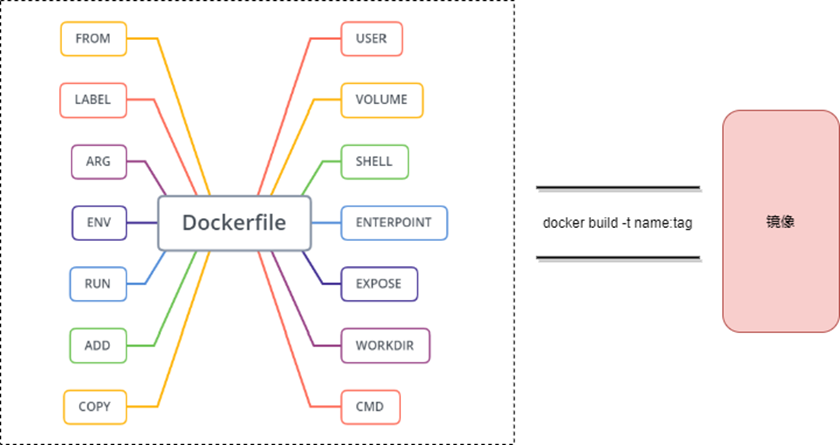 FROM
LABEL
ARG
ENV
RUN
ADD
COPY
Dockerfile
USER
VOLUME
SHELL
ENTERPOINT
EXPOSE
WORKDIR
CMD
docker build -t name:tag
镜像